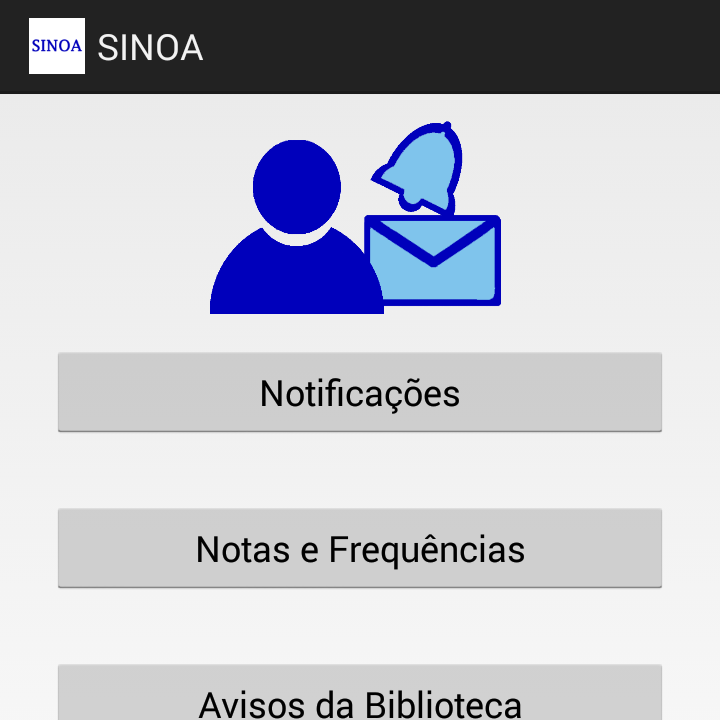 SINOA SINOA
Notificações
Notas e Frequências
Avisos da Biblioteca